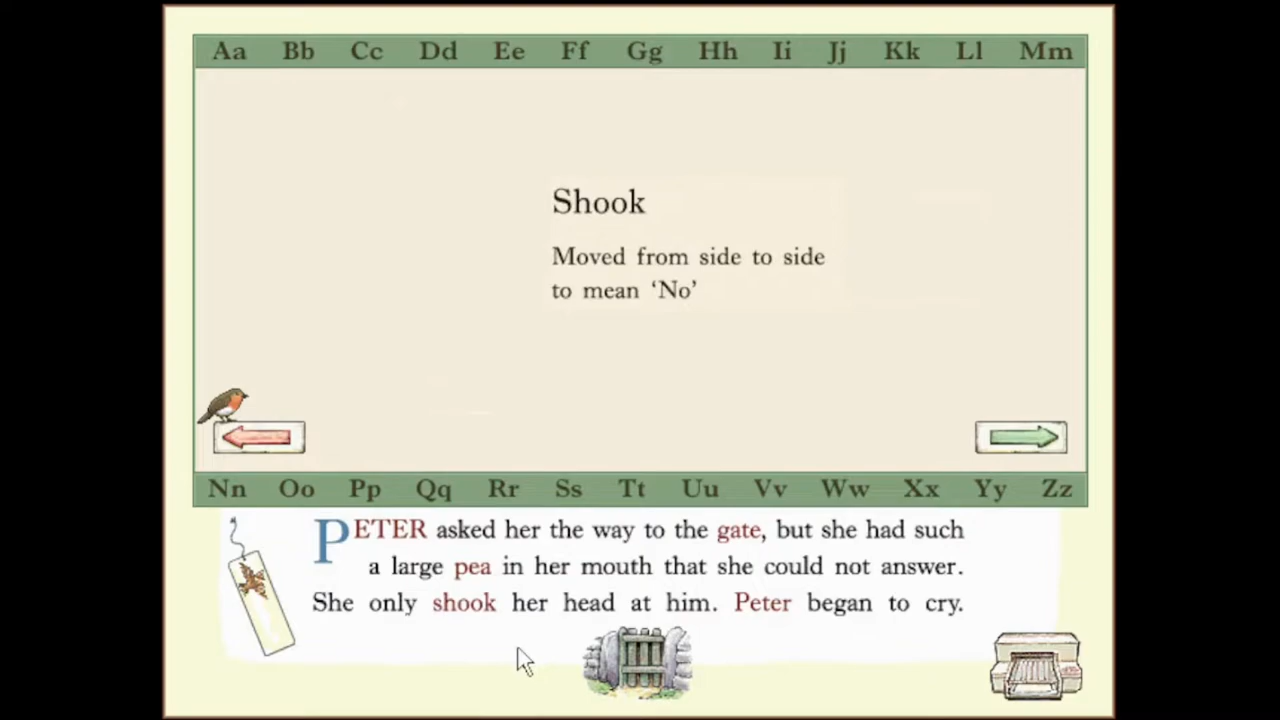 Aa Bb Cc Dd Ee Ff Gg Hh Ii Jj Kk Ll Mm
Shook
Moved from side to side
to mean ‘No’
Nn Oo Pp Qq Rr Ss Tt Uu Vv Ww Xx Yy Zz
PETER asked her the way to the gate, but she had such
a large pea in her mouth that she could not answer.
She only shook her head at him. Peter began to cry.